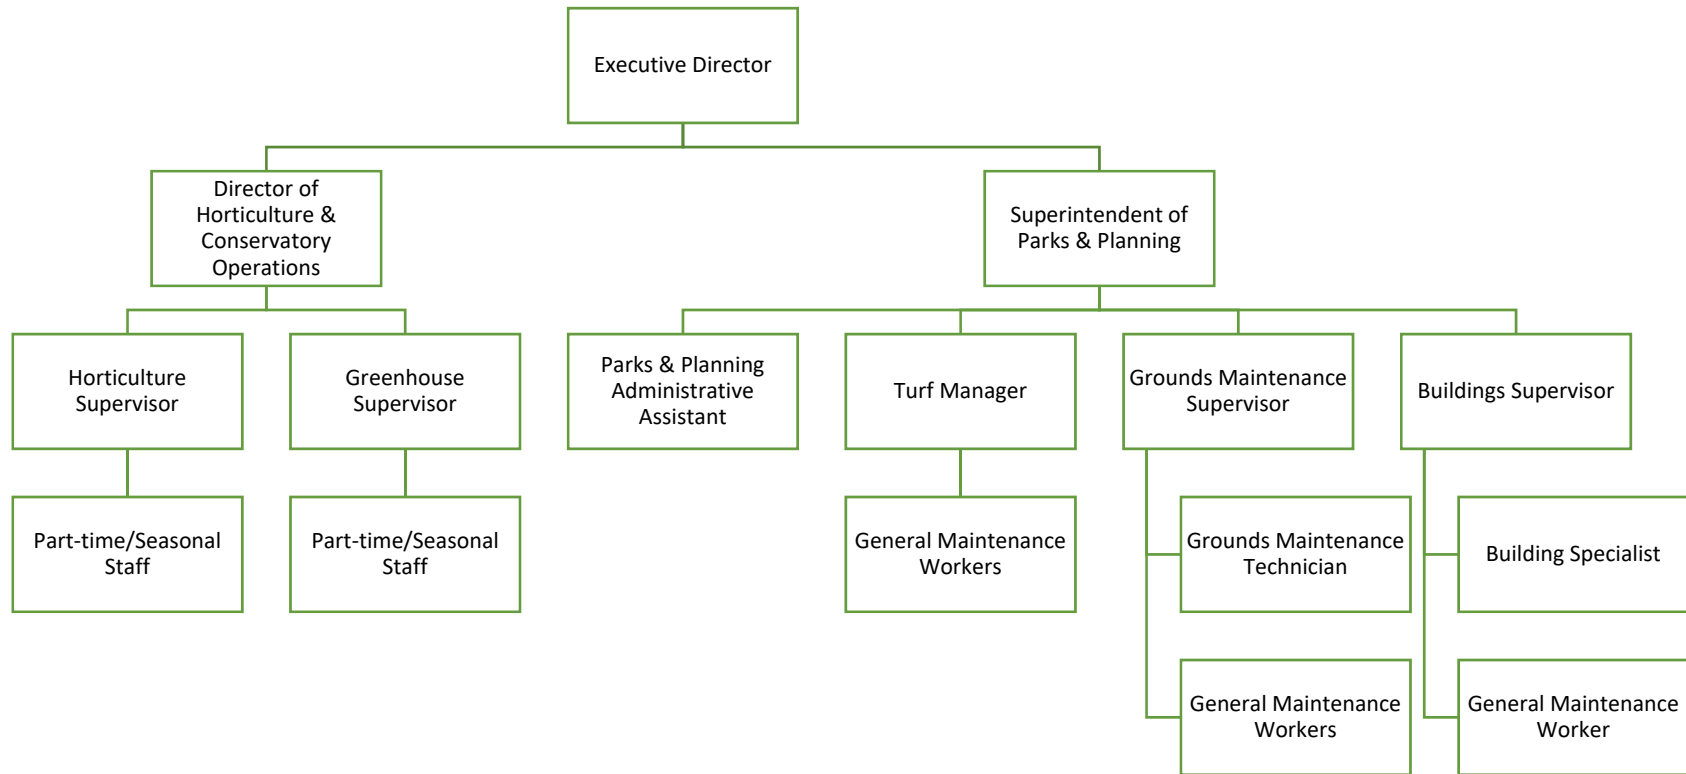 Executive Director
Director of
Horticulture &
Conservatory
Operations
Superintendent of
Parks & Planning
Horticulture
Supervisor
Greenhouse
Supervisor
Parks & Planning
Administrative
Assistant
Turf Manager
Grounds Maintenance
Supervisor
Buildings Supervisor
Part-time/Seasonal
Staff
Part-time/Seasonal
Staff
General Maintenance
Workers
Grounds Maintenance
Technician
Building Specialist
General Maintenance
Workers
General Maintenance
Worker